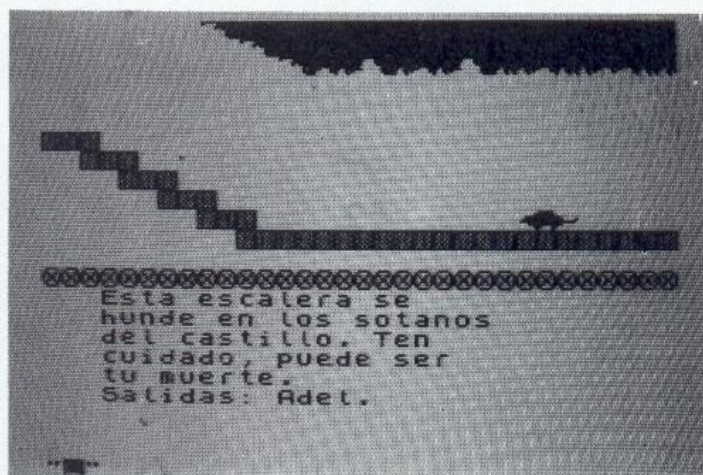 Esta escalera se
hunde en los sotanos
del castillo. Ten
cuidado, puede ser
tu muerte.
Salidas: Adel.